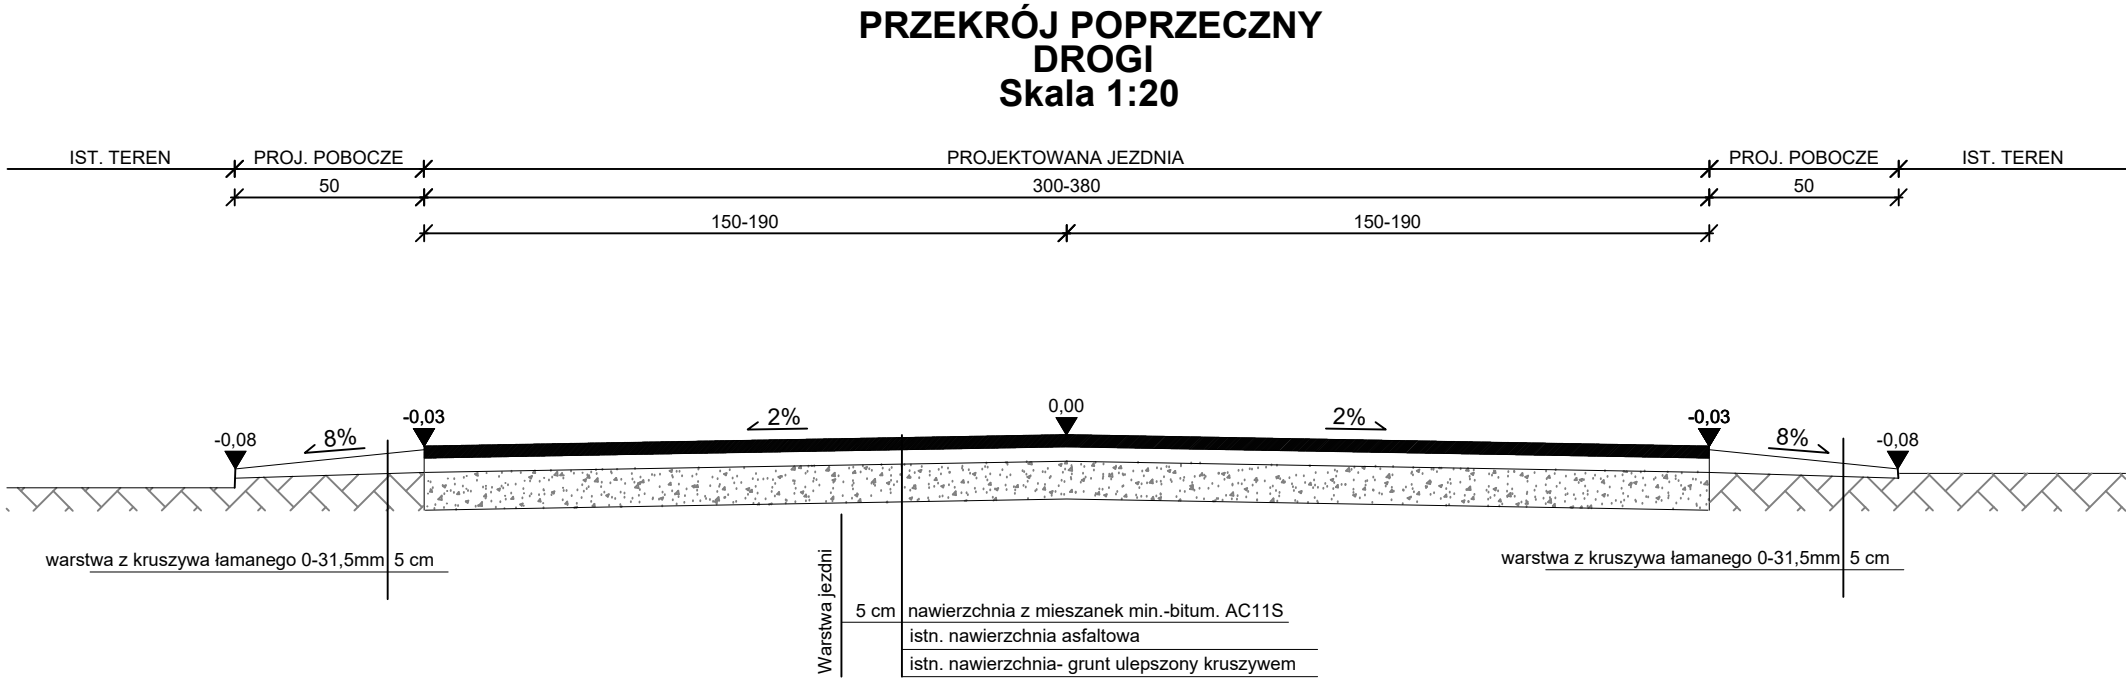 PRZEKRÓJ POPRZECZNY
DROGI
Skala 1:20
IST. TEREN
PROJ. POBOCZE
PROJEKTOWANA JEZDNIA
PROJ. POBOCZE
IST. TEREN
50
300-380
50
150-190
150-190
-0,08
8%
-0,03
2%
0,00
2%
-0,03
8%
-0,08
warstwa z kruszywa łamanego 0-31,5mm 5 cm
warstwa z kruszywa łamanego 0-31,5mm 5 cm
Warstwa jezdni
5 cm nawierzchnia z mieszanek min.-bitum. AC11S
istn. nawierzchnia asfaltowa
istn. nawierzchnia- grunt ulepszony kruszywem